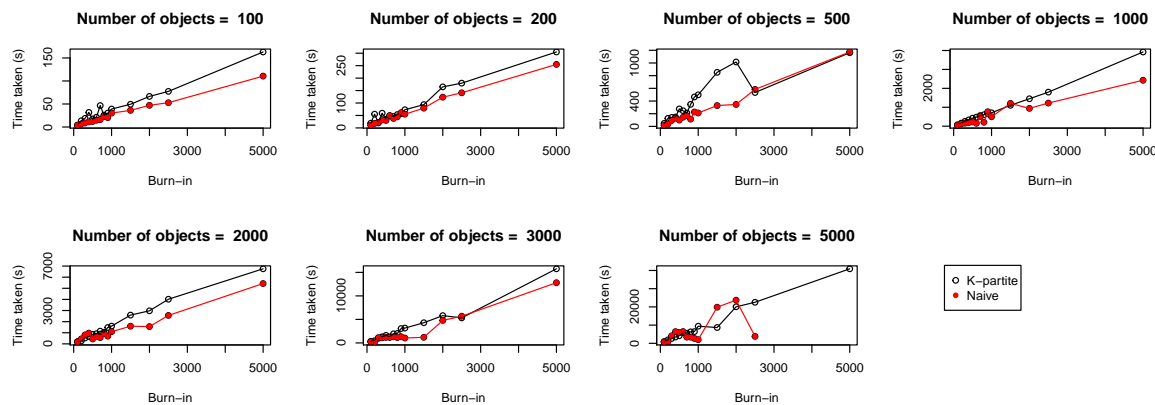 Number of objects = 100
Time taken (s)
0
50
150
0
1000
3000
5000
Burn−in
Number of objects = 200
Time taken (s)
0
100
250
0
1000
3000
5000
Burn−in
Number of objects = 500
Time taken (s)
0
400
1000
0
1000
3000
5000
Burn−in
Number of objects = 1000
Time taken (s)
0
2000
0
1000
3000
5000
Burn−in
Number of objects = 2000
Time taken (s)
0
3000
7000
0
1000
3000
5000
Burn−in
Number of objects = 3000
Time taken (s)
0
10000
0
1000
3000
5000
Burn−in
Number of objects = 5000
Time taken (s)
0
20000
0
1000
3000
5000
Burn−in
K−partite
Naive